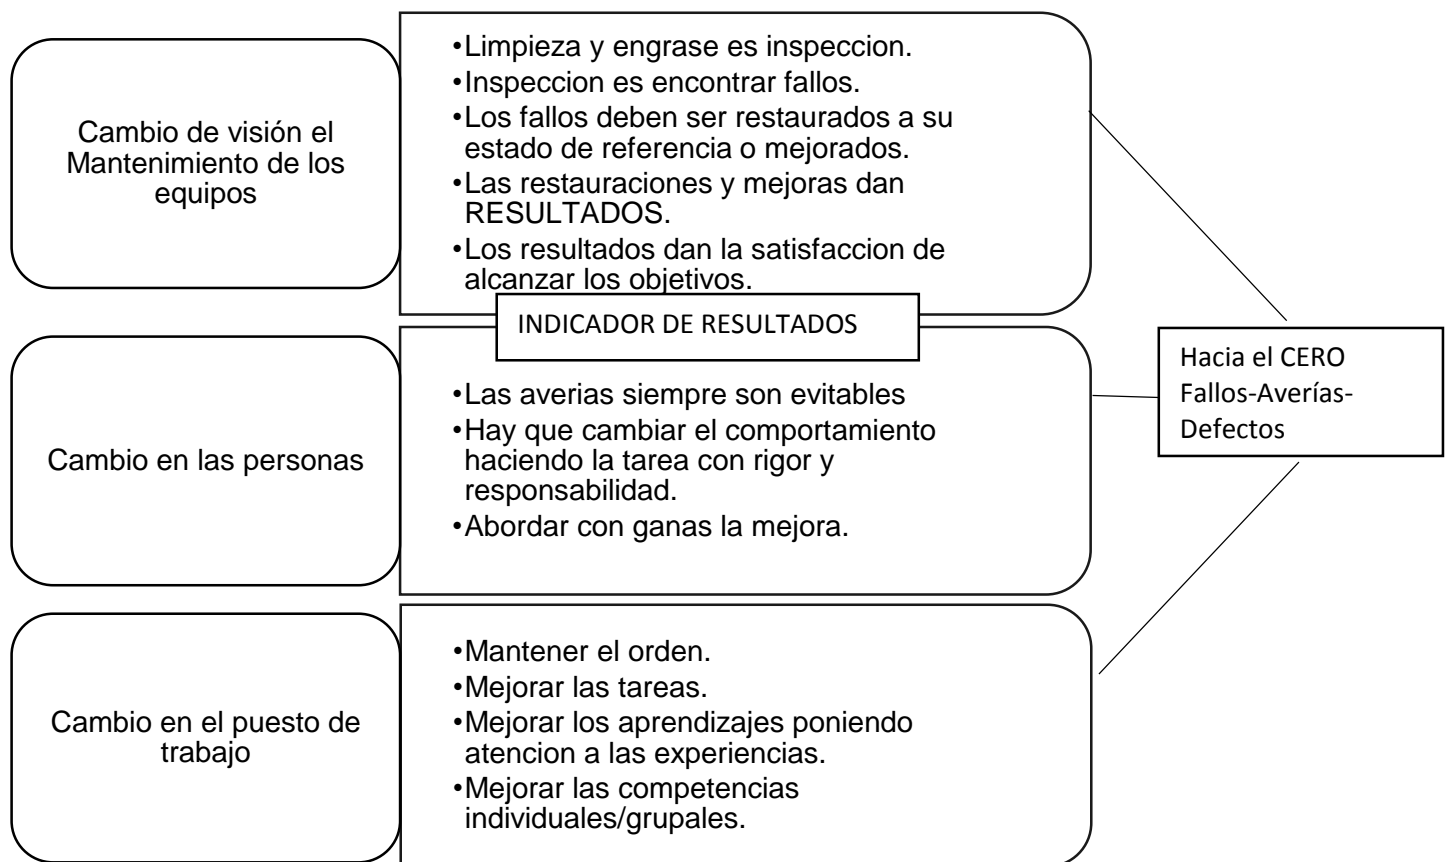 Cambio de visión el
Mantenimiento de los
equipos
•Limpieza y engrase es inspeccion.
•Inspeccion es encontrar fallos.
•Los fallos deben ser restaurados a su
estado de referencia o mejorados.
•Las restauraciones y mejoras dan
RESULTADOS.
•Los resultados dan la satisfaccion de
alcanzar los objetivos.
INDICADOR DE RESULTADOS
Cambio en las personas
•Las averias siempre son evitables
•Hay que cambiar el comportamiento
haciendo la tarea con rigor y
responsabilidad.
•Abordar con ganas la mejora.
Cambio en el puesto de
trabajo
•Mantener el orden.
•Mejorar las tareas.
•Mejorar los aprendizajes poniendo
atencion a las experiencias.
•Mejorar las competencias
individuales/grupales.
Hacia el CERO
Fallos-Averías-
Defectos